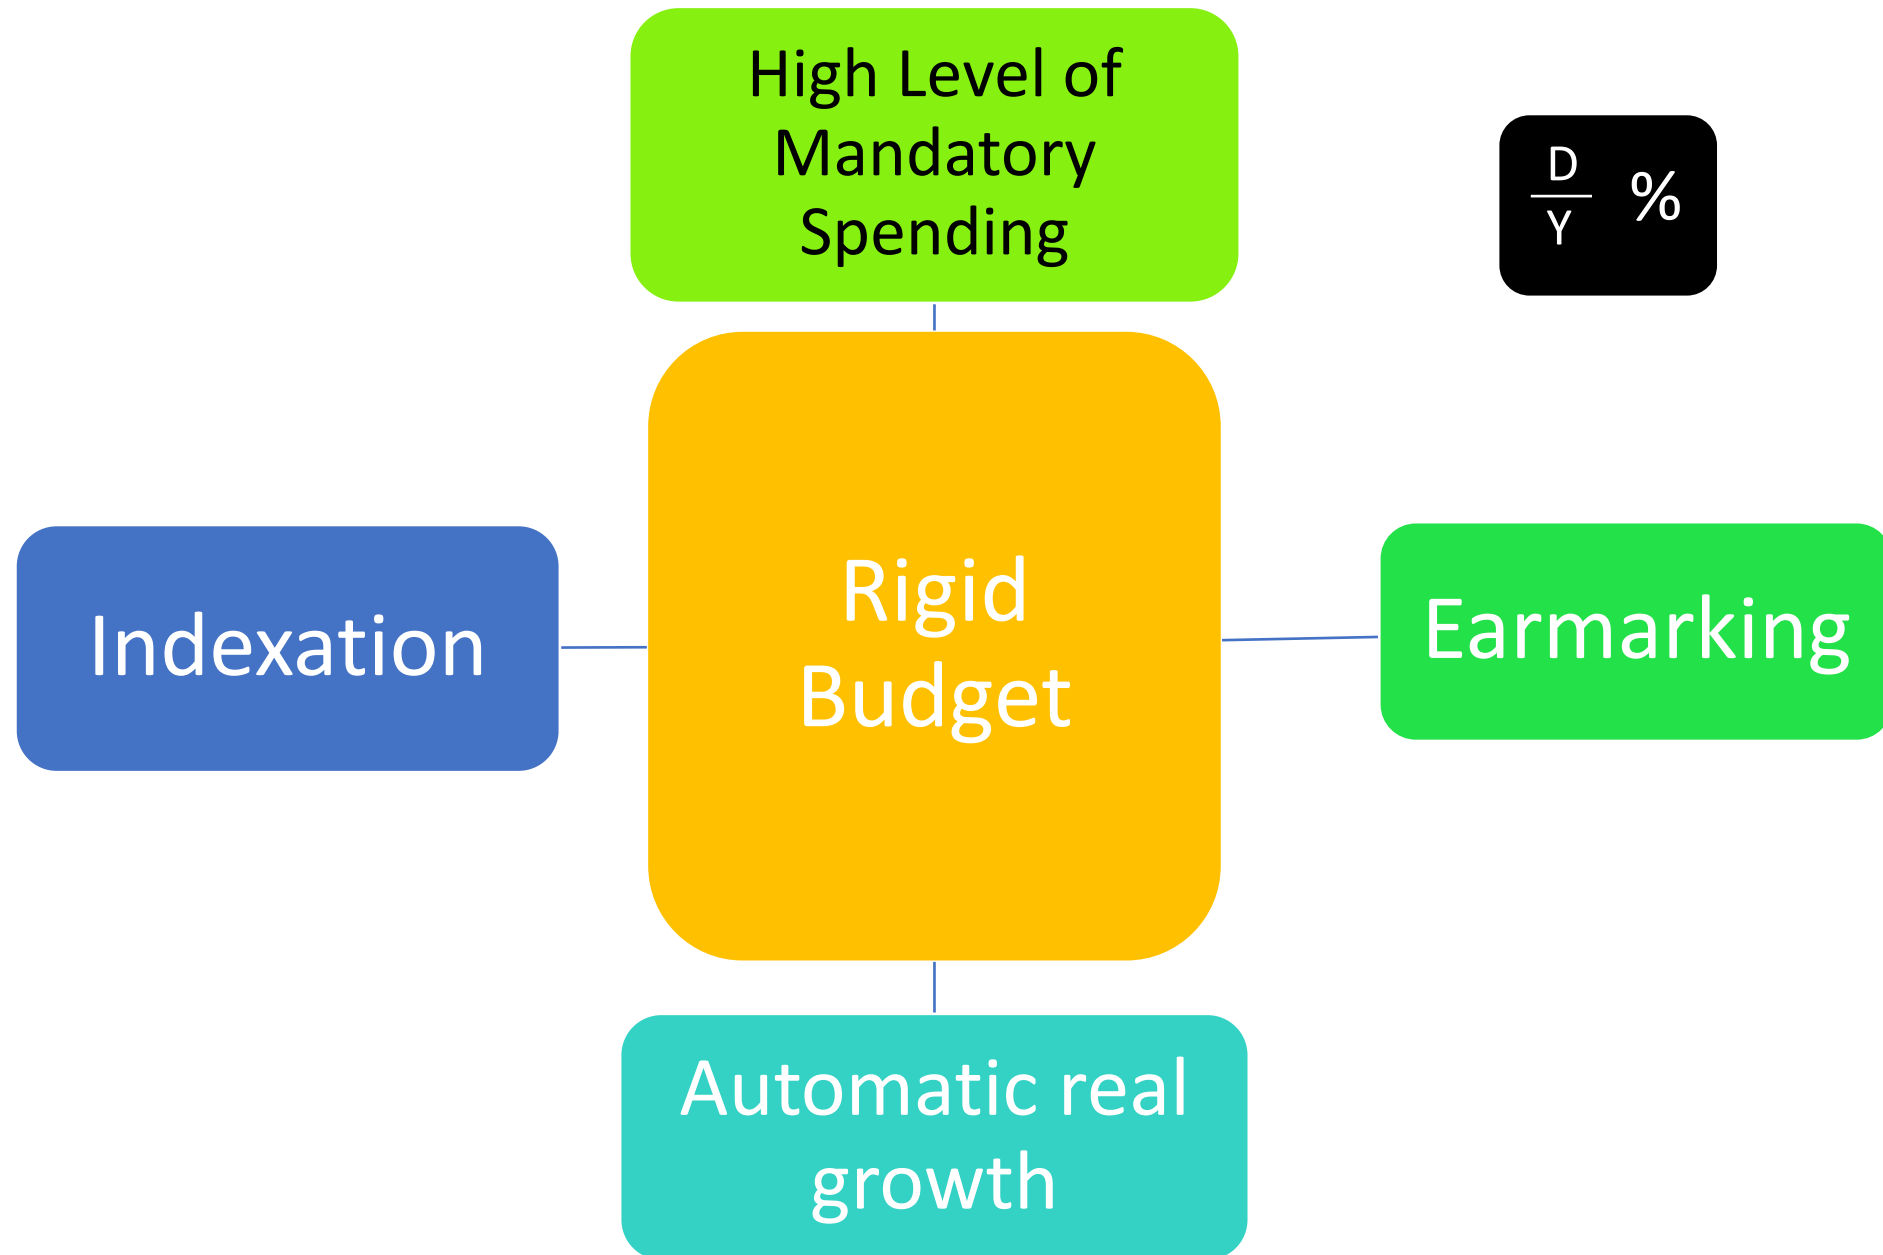 High Level of
Mandatory
Spending
D
Y
%
Indexation
Rigid
Budget
Earmarking
Automatic real
growth